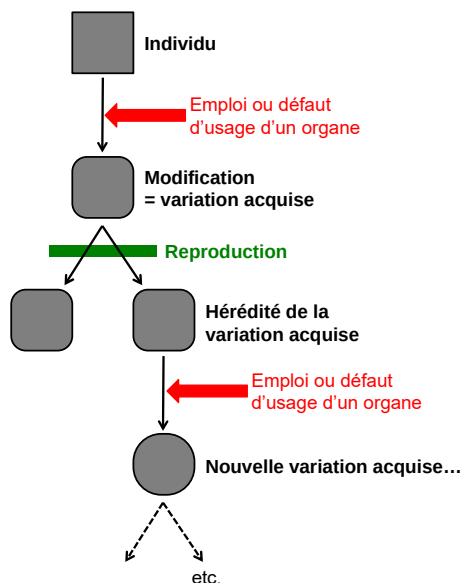 Individu
Emploi ou défaut
d'usage d'un organe
Modification
= variation acquise
Reproduction
Hérédité de la
variation acquise
Emploi ou défaut
d'usage d'un organe
Nouvelle variation acquise…
etc.